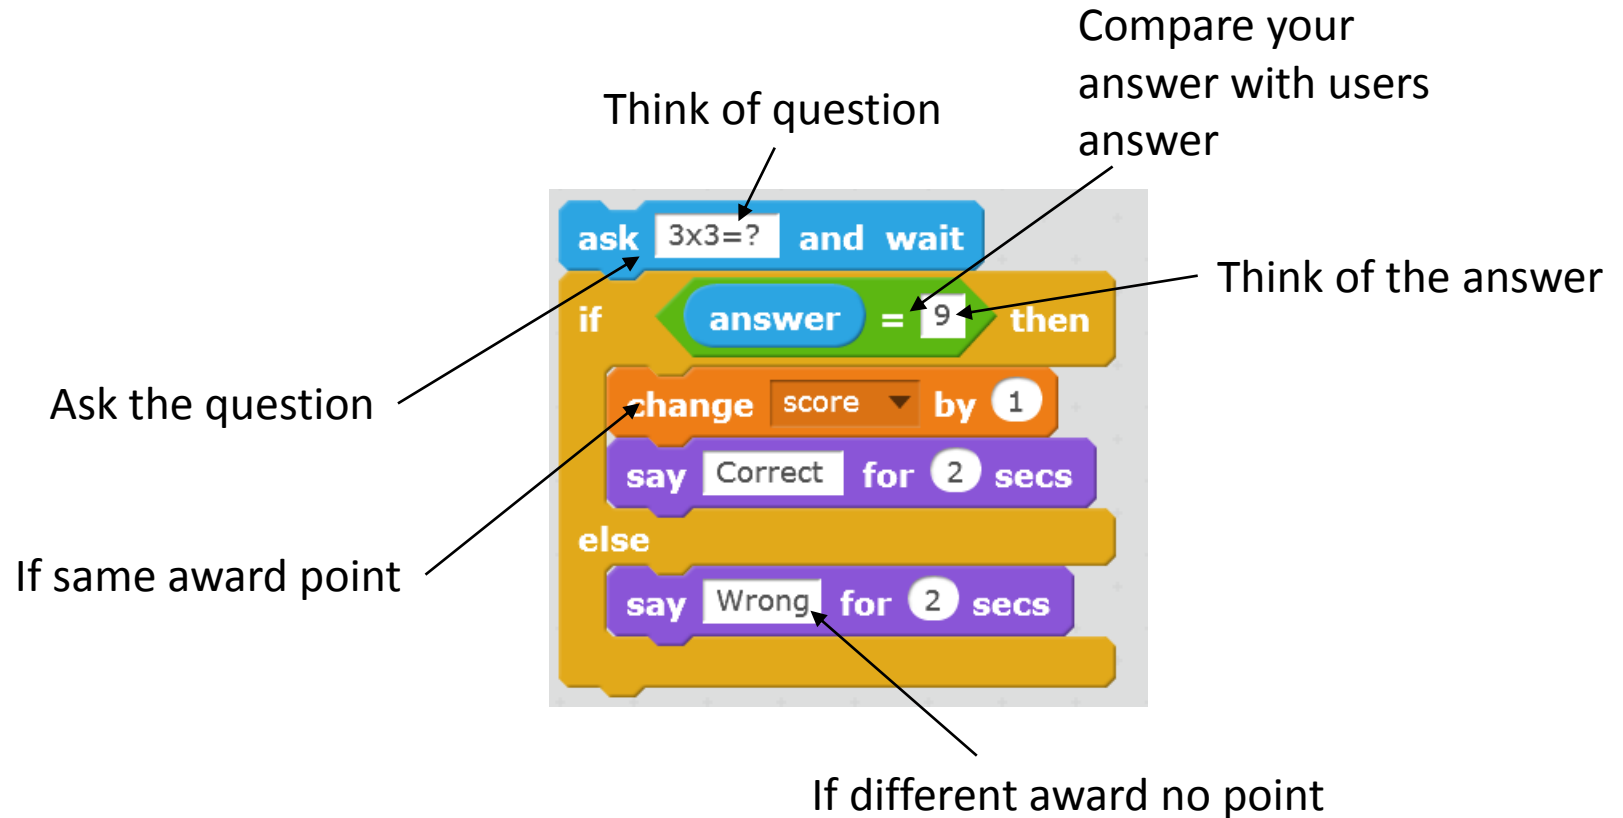 Compare your
answer with users
answer
Think of question
ask 3x3=? and wait
Think of the answer
if answer = 9 then
Ask the question
change score by 1
say Correct for 2 secs
else
If same award point
say Wrong for 2 secs
If different award no point